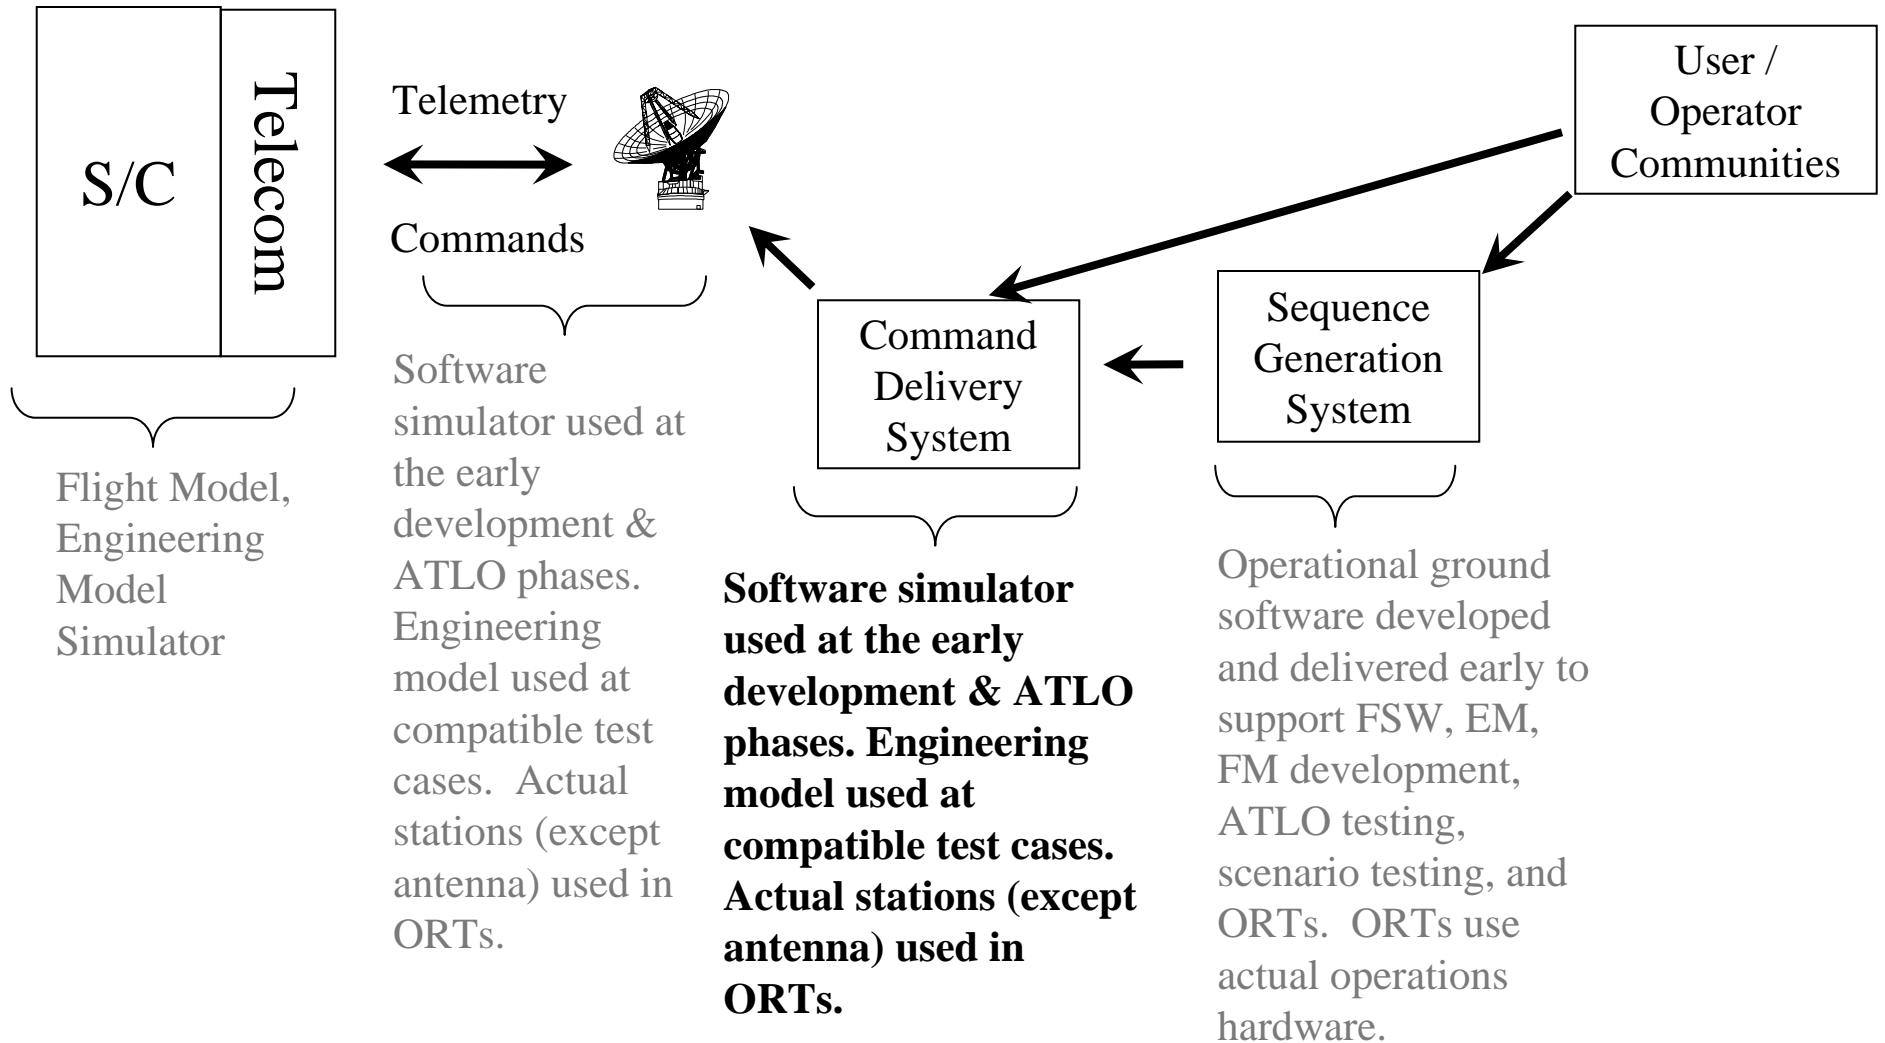 S/C
Telecom
Telemetry
Commands
User /
Operator
Communities
Command
Delivery
System
Sequence
Generation
System
Flight Model,
Engineering
Model
Simulator
Software
simulator used at
the early
development &
ATLO phases.
Engineering
model used at
compatible test
cases.  Actual
stations (except
antenna) used in
ORTs.
Software simulator
used at the early
development & ATLO
phases. Engineering
model used at
compatible test cases.
Actual stations (except
antenna) used in
ORTs.
Operational ground
software developed
and delivered early to
support FSW, EM,
FM development,
ATLO testing,
scenario testing, and
ORTs.  ORTs use
actual operations
hardware.